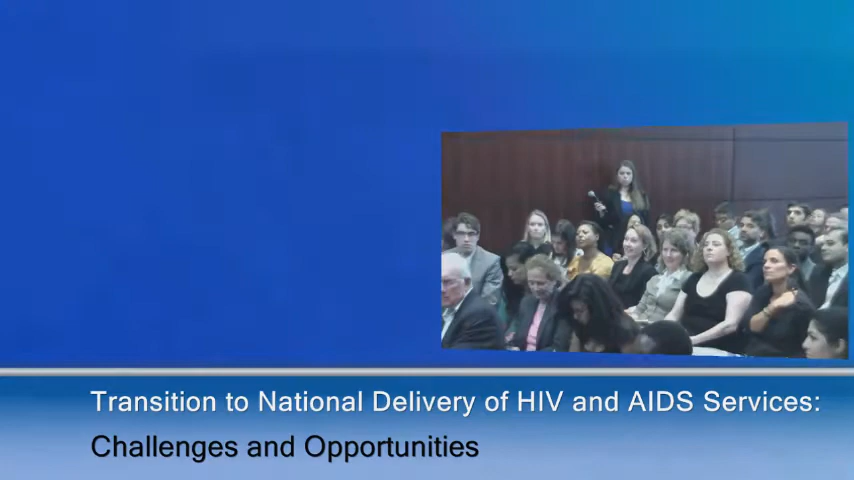 Transition to National Delivery of HIV and AIDS Services:
Challenges and Opportunities